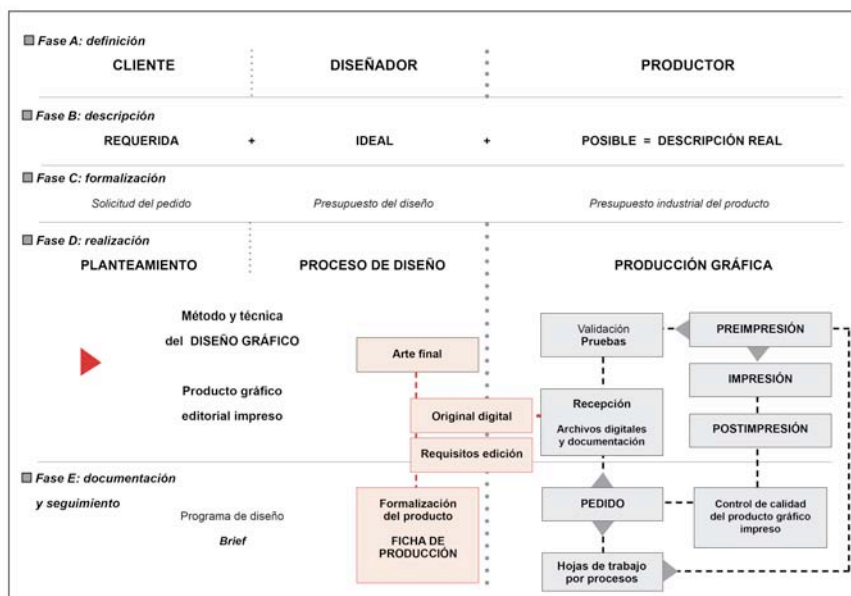 Fase A: definición
CLIENTE DISEÑADOR PRODUCTOR
Fase B: descripción
REQUERIDA + IDEAL + POSIBLE = DESCRIPCIÓN REAL
Fase C: formalización
Solicitud del pedido Presupuesto del diseño Presupuesto industrial del producto
Fase D: realización
PLANTEAMIENTO PROCESO DE DISEÑO PRODUCCIÓN GRÁFICA
Método y técnica
del DISEÑO GRÁFICO
Producto gráfico
editorial impreso
Arte final
Original digital
Requisitos edición
Validación
Pruebas
PREIMPRESIÓN
IMPRESIÓN
POSTIMPRESIÓN
Recepción
Archivos digitales
y documentación
Fase E: documentación
y seguimiento
Programa de diseño
Brief
Formalización
del producto
FICHA DE
PRODUCCIÓN
PEDIDO
Control de calidad
del producto gráfico
impreso
Hojas de trabajo
por procesos